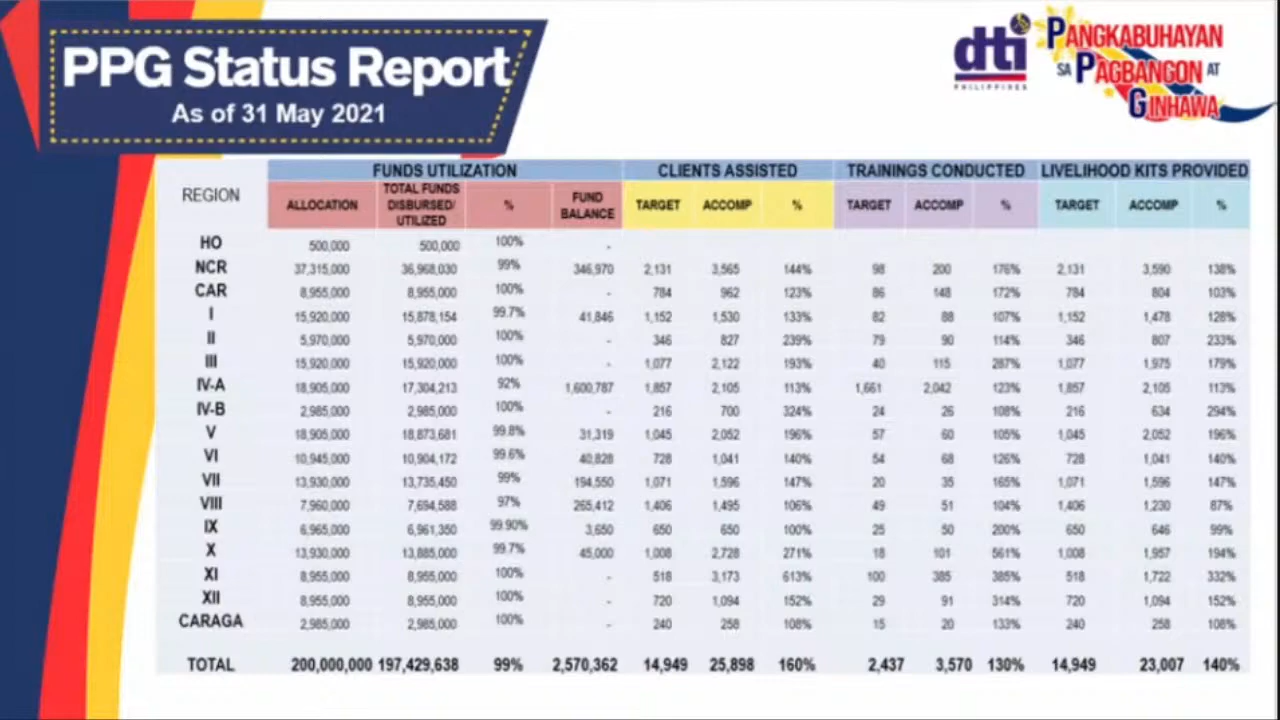 PPG Status Report
As of 31 May 2021
dti
PHILIPPINES
PANGKABUHAYAN
SA PAGBANGON AT
GINHAWA
REGION FUNDS UTILIZATION CLIENTS ASSISTED TRAININGS CONDUCTED LIVELIHOOD KITS PROVIDED
ALLOCATION TOTAL FUNDS DISBURSED/ UTILIZED % FUND BALANCE TARGET ACCOMP % TARGET ACCOMP % TARGET ACCOMP %
HO 500,000 500,000 100% -
NCR 37,315,000 36,968,030 99% 346,970 2,131 3,565 144% 98 200 176% 2,131 3,590 138%
CAR 8,955,000 8,955,000 100% - 784 962 123% 86 148 172% 784 804 103%
I 15,920,000 15,878,154 99.7% 41,846 1,152 1,530 133% 82 88 107% 1,152 1,478 128%
II 5,970,000 5,970,000 100% - 346 827 239% 79 90 114% 346 807 233%
III 15,920,000 15,920,000 100% - 1,077 2,122 193% 40 115 287% 1,077 1,975 179%
IV-A 18,905,000 17,304,213 92% 1,600,787 1,857 2,105 113% 1,661 2,042 123% 1,857 2,105 113%
IV-B 2,985,000 2,985,000 100% - 216 700 324% 24 26 108% 216 634 294%
V 18,905,000 18,873,681 99.8% 31,319 1,045 2,052 196% 57 60 105% 1,045 2,052 196%
VI 10,945,000 10,904,172 99.6% 40,828 728 1,041 140% 54 68 126% 728 1,041 140%
VII 13,930,000 13,735,450 99% 194,550 1,071 1,596 147% 20 35 165% 1,071 1,596 147%
VIII 7,960,000 7,694,588 97% 265,412 1,406 1,495 106% 49 51 104% 1,406 1,230 87%
IX 6,965,000 6,961,350 99.90% 3,650 650 650 100% 25 50 200% 650 646 99%
X 13,930,000 13,885,000 99.7% 45,000 1,008 2,728 271% 18 101 561% 1,008 1,957 194%
XI 8,955,000 8,955,000 100% - 518 3,173 613% 100 385 385% 518 1,722 332%
XII 8,955,000 8,955,000 100% - 720 1,094 152% 29 91 314% 720 1,094 152%
CARAGA 2,985,000 2,985,000 100% - 240 258 108% 15 20 133% 240 258 108%
TOTAL 200,000,000 197,429,638 99% 2,570,362 14,949 25,898 160% 2,437 3,570 130% 14,949 23,007 140%